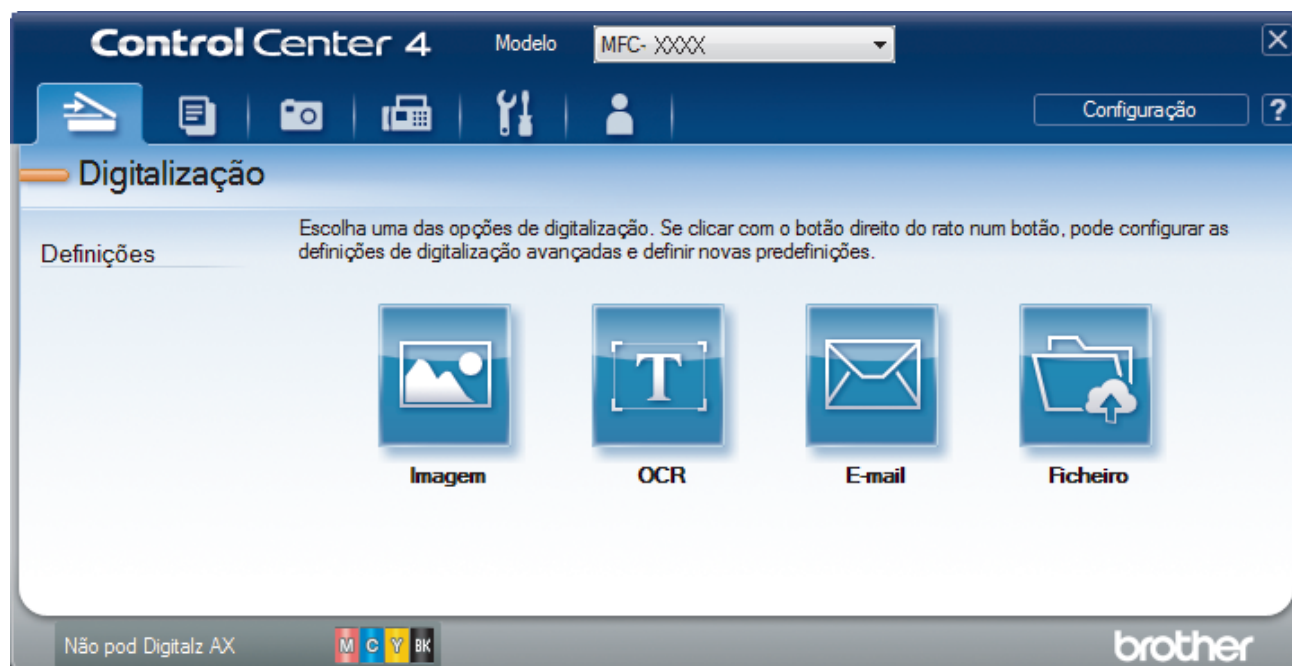 Control Center 4
Modelo
MFC- XXXX
Configuração
?
Digitalização
Definições
Escolha uma das opções de digitalização. Se clicar com o botão direito do rato num botão, pode configurar as
definições de digitalização avançadas e definir novas predefinições.
T
Imagem
OCR
E-mail
Ficheiro
Não pod Digitalz AX
M C Y BK
brother